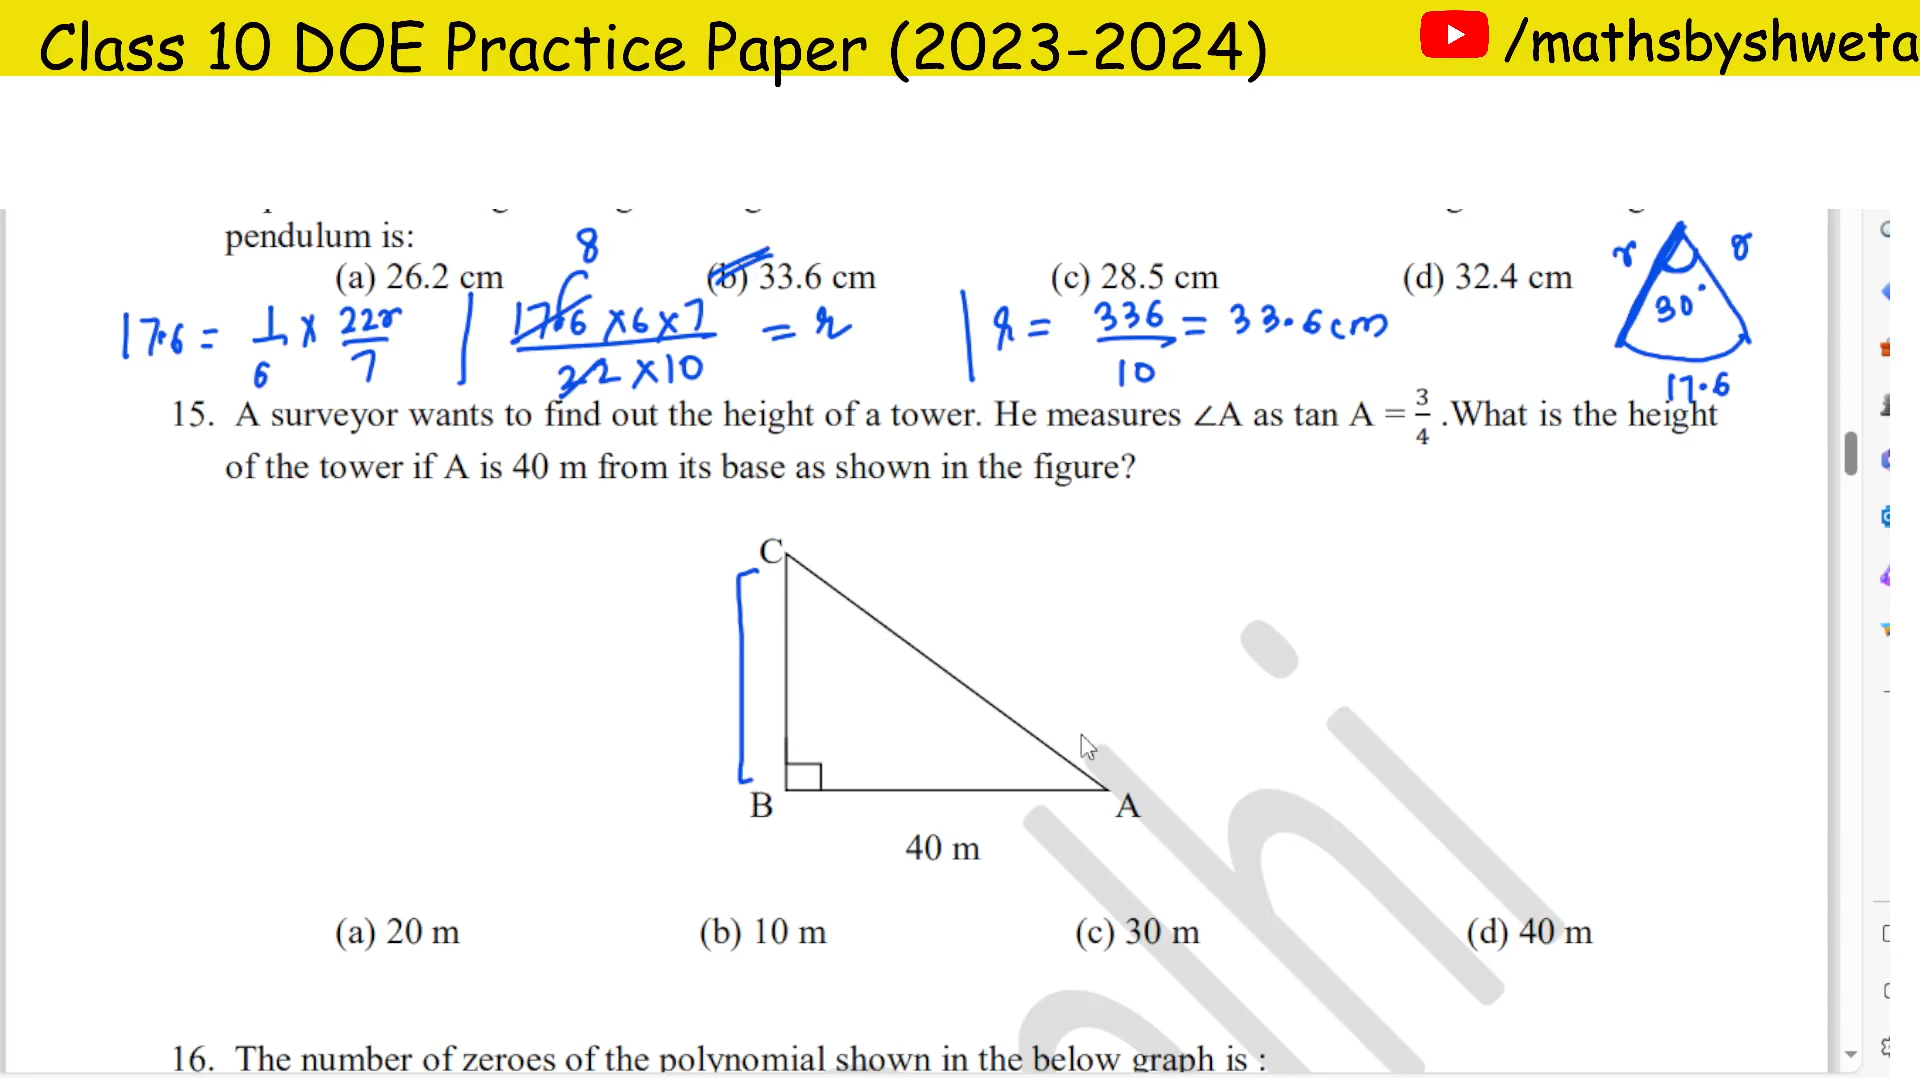 Class 10 DOE Practice Paper (2023-2024)
/mathsbyshweta
pendulum is:
8
(a) 26.2 cm (b) 33.6 cm (c) 28.5 cm (d) 32.4 cm
r r
30°
17.6
17.6 = 1/6 × 22r/7 | 17.6 × 6 × 7 / 22 × 10 = r | r = 336/10 = 33.6 cm
15. A surveyor wants to find out the height of a tower. He measures ∠A as tan A = 3/4 .What is the height
of the tower if A is 40 m from its base as shown in the figure?
C
B A
40 m
(a) 20 m (b) 10 m (c) 30 m (d) 40 m
16. The number of zeroes of the polynomial shown in the below graph is :